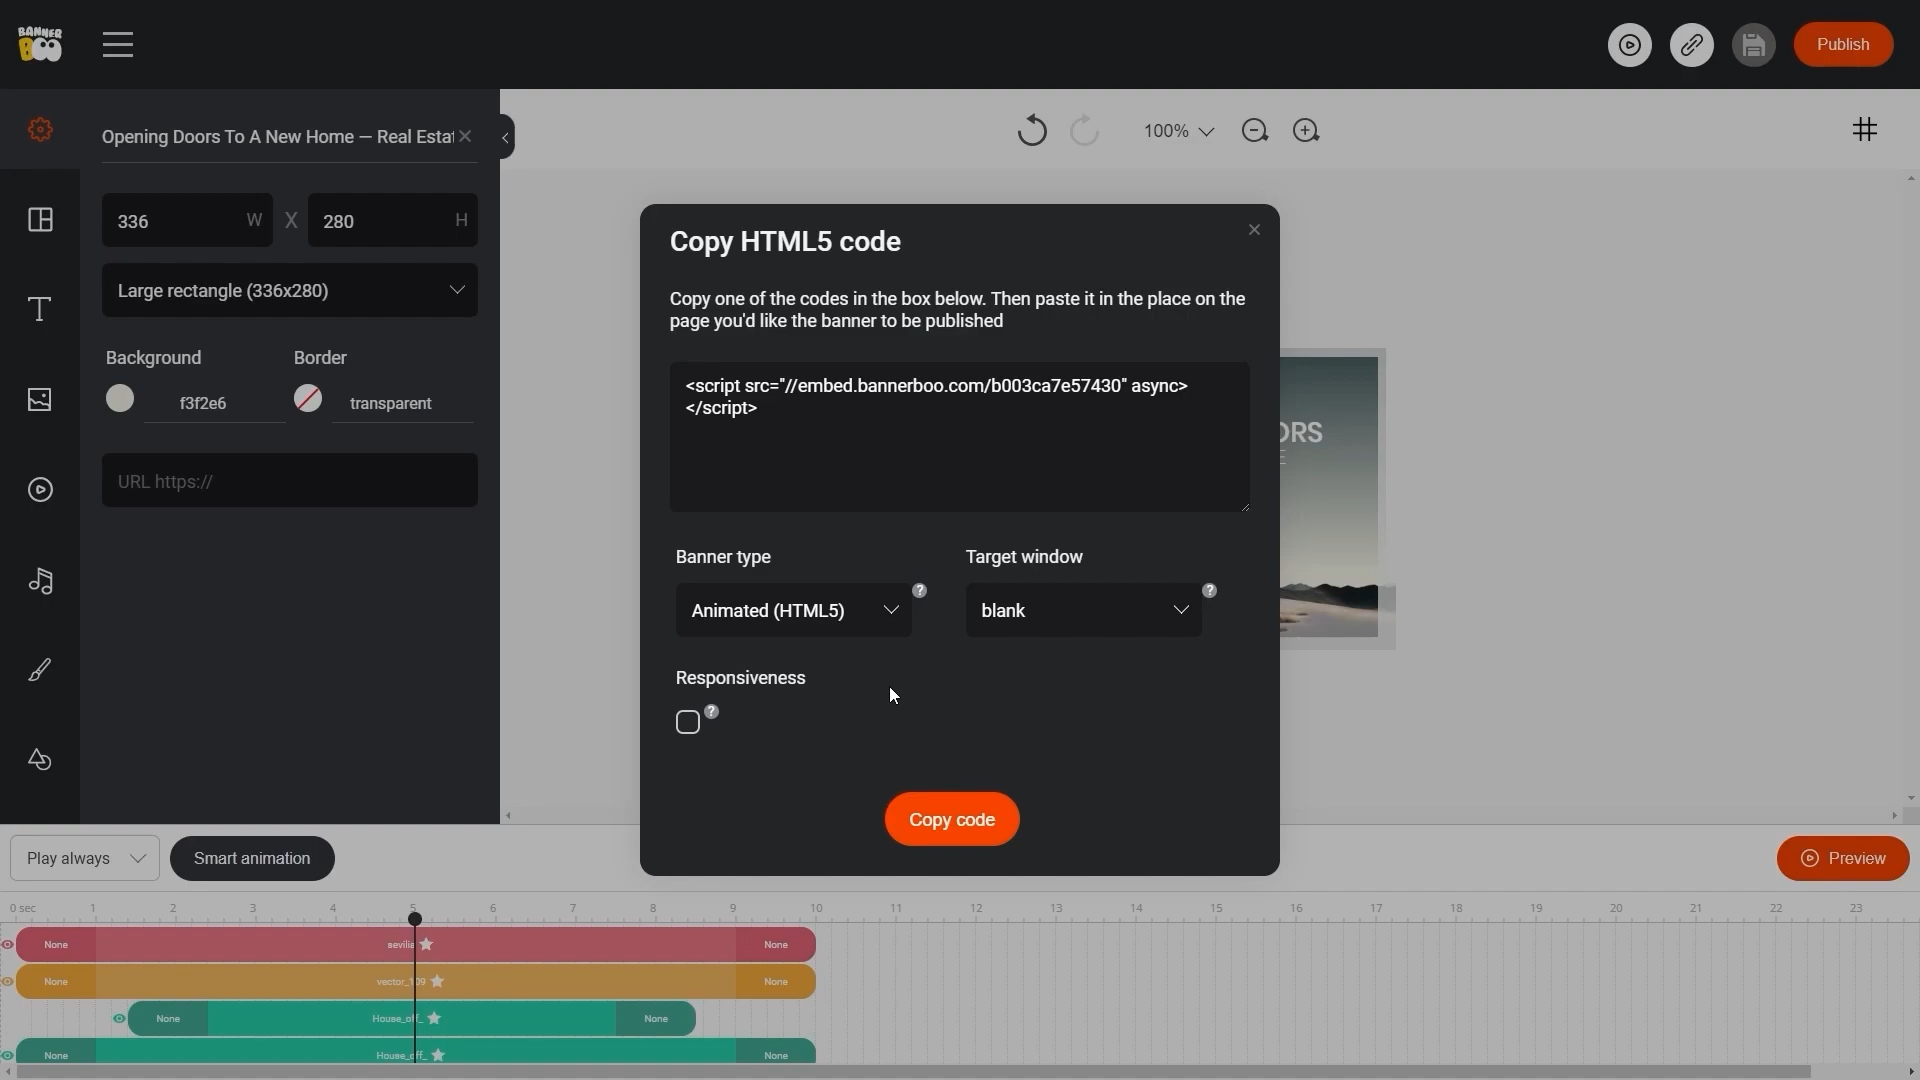 BANNER
BOO
Publish
Opening Doors To A New Home — Real Esta
100%
336 W X 280 H
Large rectangle (336x280)
Background Border
f3f2e6 transparent
URL https://
Copy HTML5 code
Copy one of the codes in the box below. Then paste it in the place on the
page you'd like the banner to be published
<script src="//embed.bannerboo.com/b003ca7e57430" async>
</script>
ORS
E
Banner type Target window
? ?
Animated (HTML5) blank
Responsiveness
?
Copy code
Play always Smart animation Preview
0 sec 1 2 3 4 5 6 7 8 9 10 11 12 13 14 15 16 17 18 19 20 21 22 23
None sevilla None
None vector_109 None
None House_off_ None
None House_off_ None